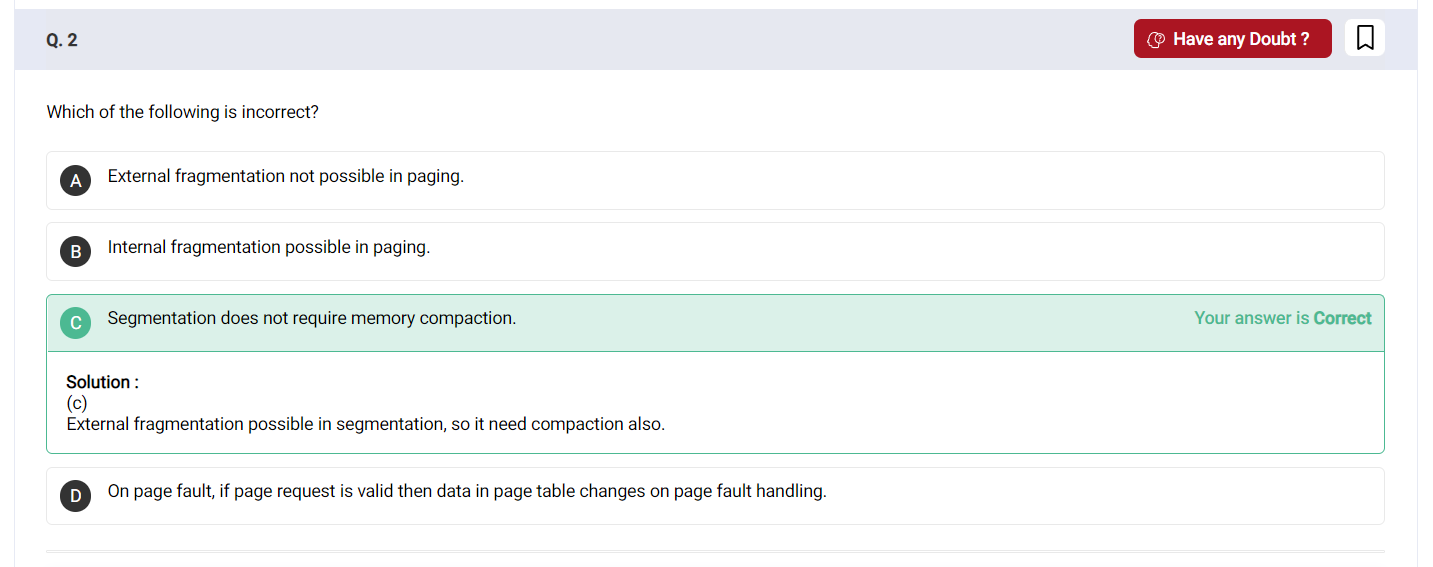 Q. 2
Have any Doubt ?
Which of the following is incorrect?
A
External fragmentation not possible in paging.
B
Internal fragmentation possible in paging.
C
Segmentation does not require memory compaction.
Your answer is Correct
Solution :
(c)
External fragmentation possible in segmentation, so it need compaction also.
D
On page fault, if page request is valid then data in page table changes on page fault handling.